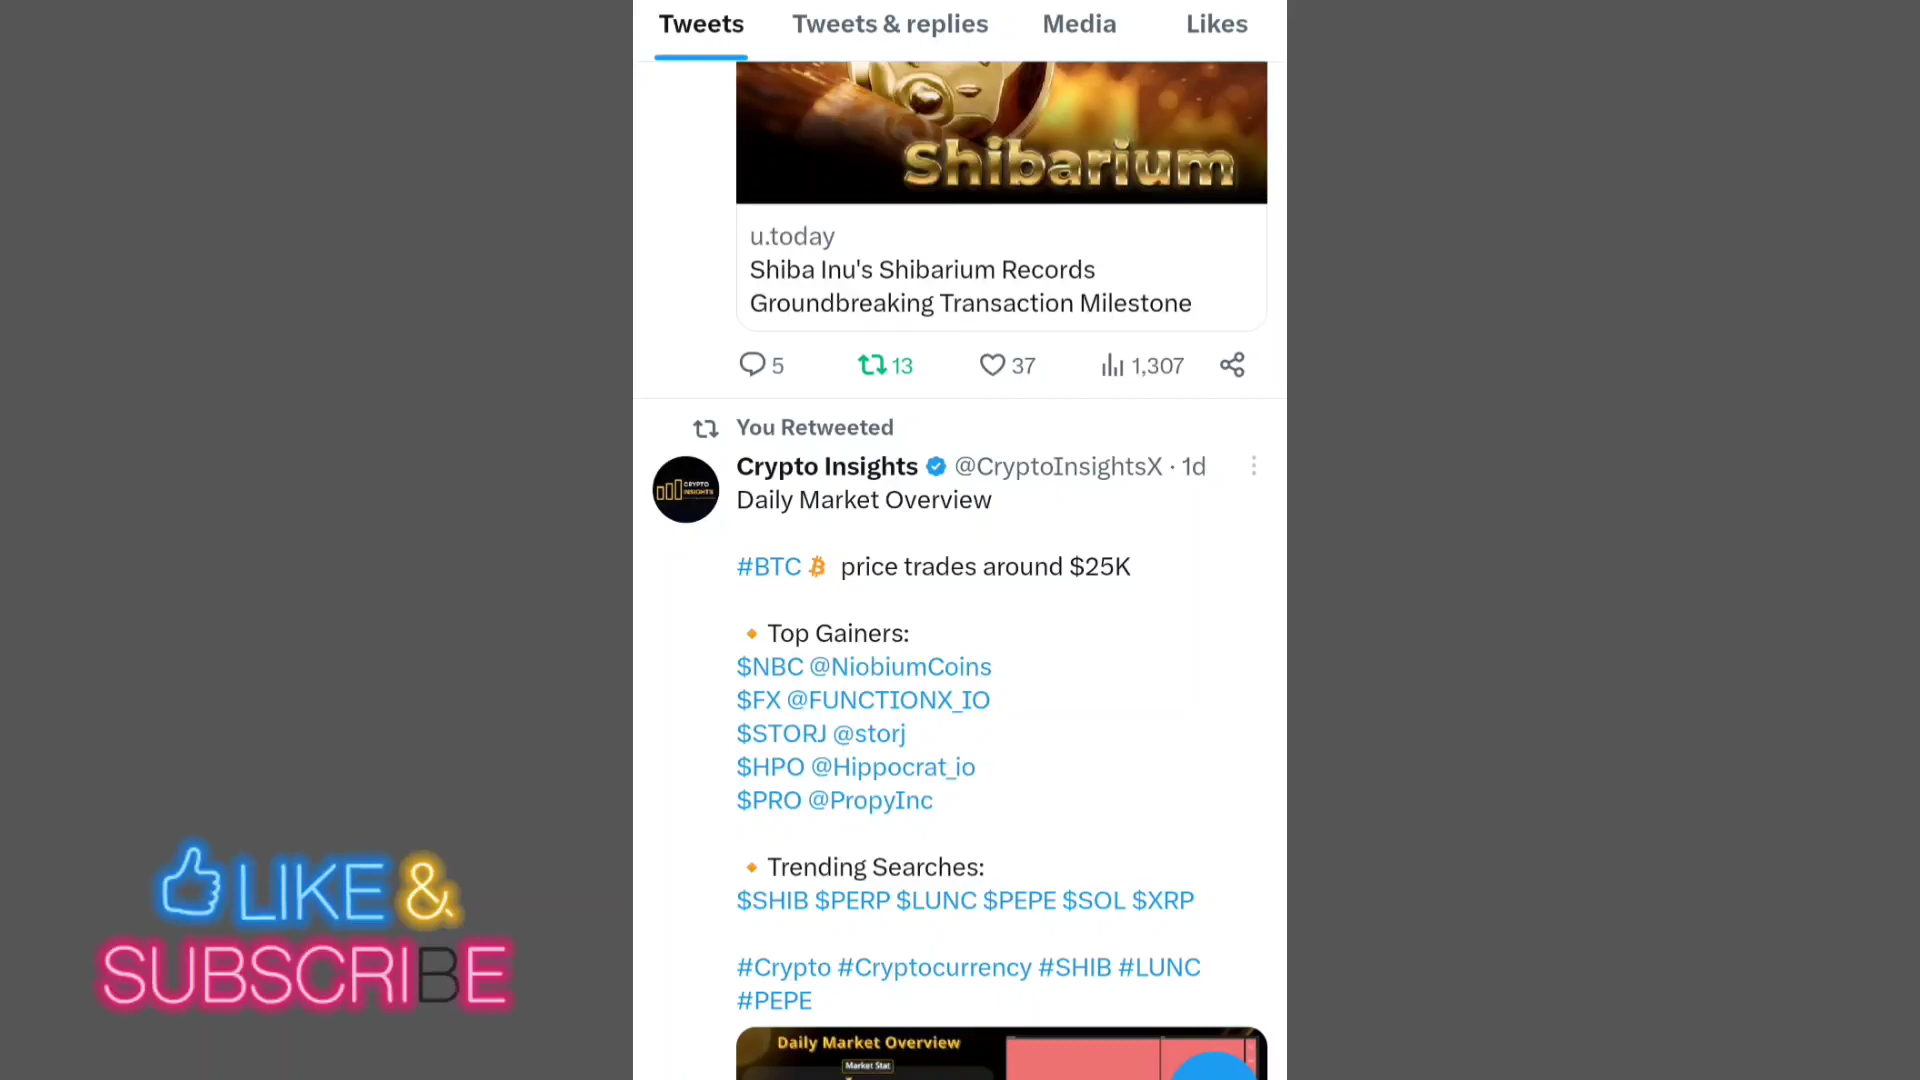 Tweets Tweets & replies Media Likes
Shibarium
u.today
Shiba Inu's Shibarium Records
Groundbreaking Transaction Milestone
5 13 37 1,307
You Retweeted
Crypto Insights @CryptoInsightsX · 1d
CRYPTO
INSIGHTS
Daily Market Overview
#BTC price trades around $25K
🔸Top Gainers:
$NBC @NiobiumCoins
$FX @FUNCTIONX_IO
$STORJ @storj
$HPO @Hippocrat_io
$PRO @PropyInc
🔸Trending Searches:
$SHIB $PERP $LUNC $PEPE $SOL $XRP
#Crypto #Cryptocurrency #SHIB #LUNC
#PEPE
Daily Market Overview
Market Stat
LIKE &
SUBSCRIBE